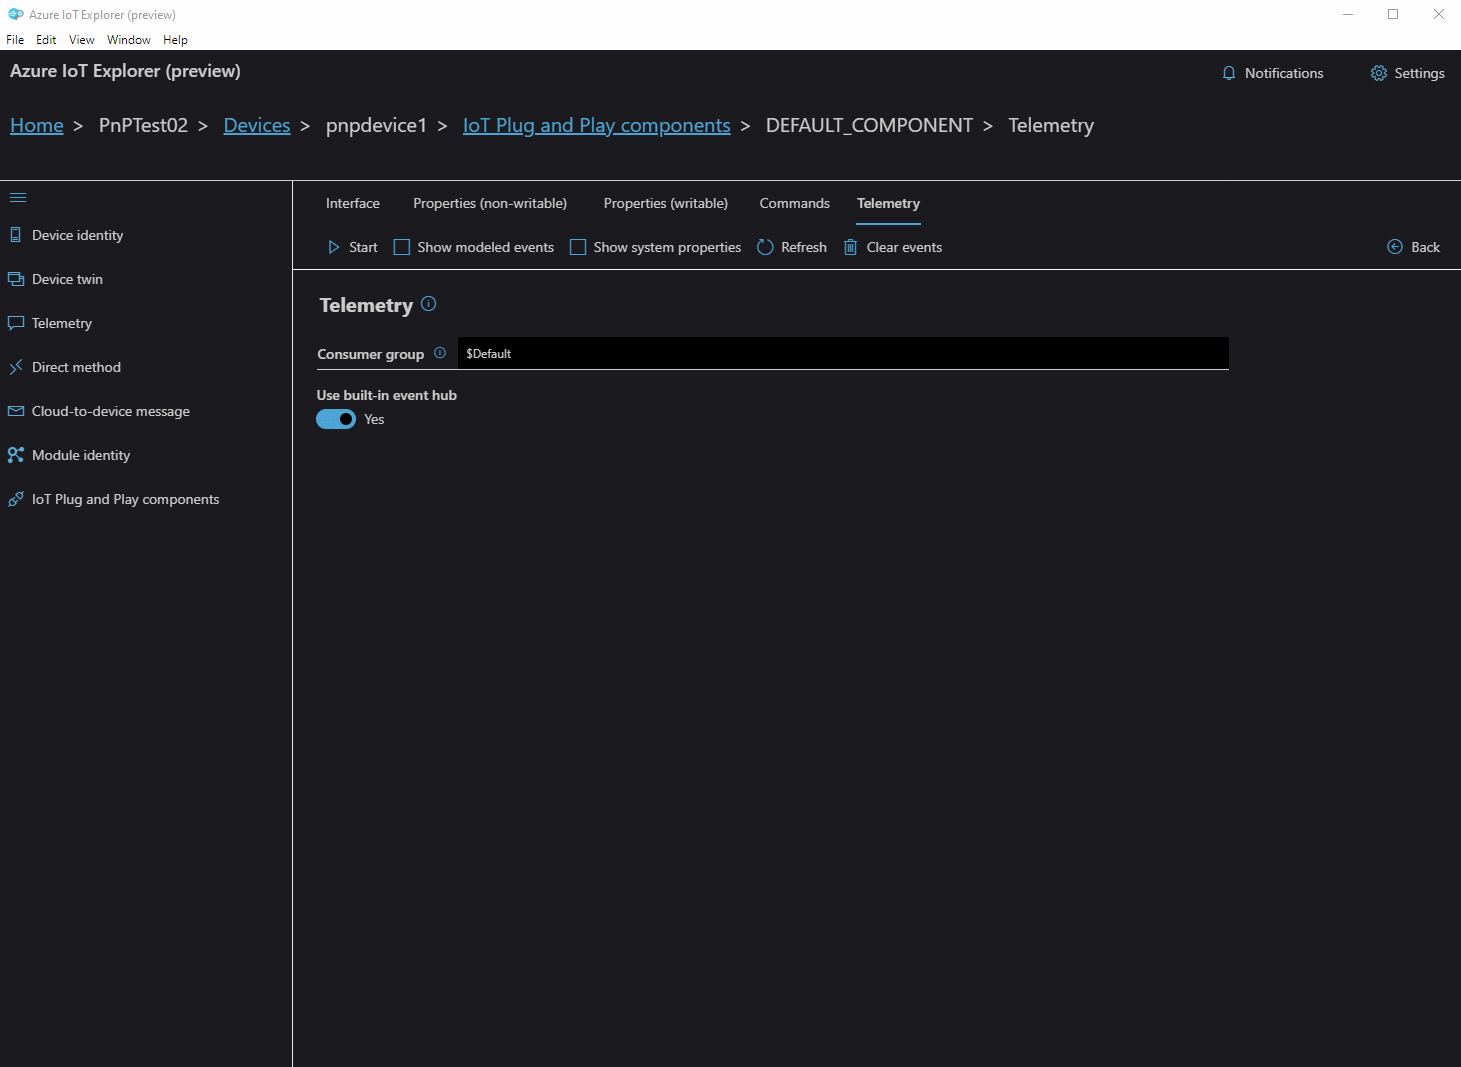 Azure IoT Explorer (preview)
File Edit View Window Help
Azure IoT Explorer (preview)
Notifications Settings
Home > PnPTest02 > Devices > pnpdevice1 > IoT Plug and Play components > DEFAULT_COMPONENT > Telemetry
Device identity
Device twin
Telemetry
Direct method
Cloud-to-device message
Module identity
IoT Plug and Play components
Interface Properties (non-writable) Properties (writable) Commands Telemetry
Start Show modeled events Show system properties Refresh Clear events Back
Telemetry
Consumer group $Default
Use built-in event hub
Yes